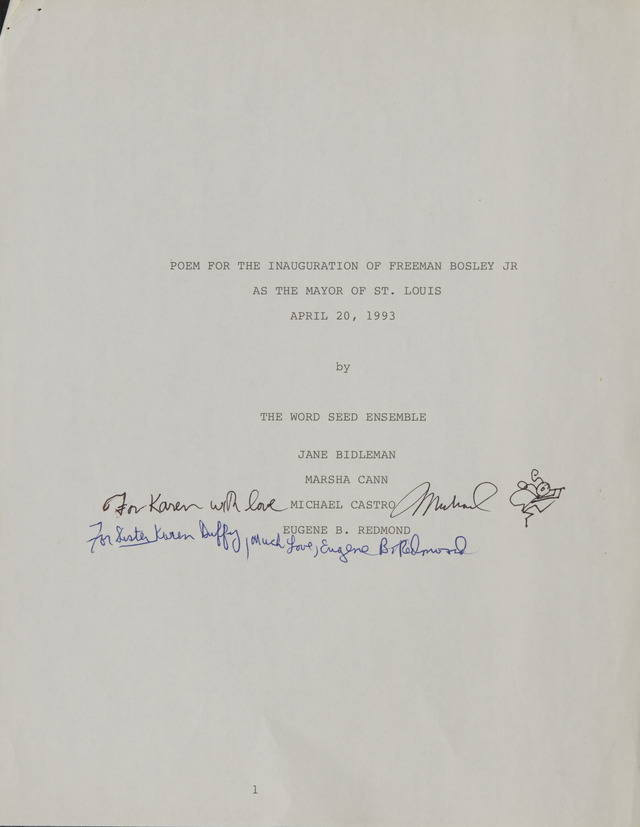 POEM FOR THE INAUGURATION OF FREEMAN BOSLEY JR
AS THE MAYOR OF ST. LOUIS
APRIL 20, 1993
by
THE WORD SEED ENSEMBLE
JANE BIDLEMAN
MARSHA CANN
For Karen with love MICHAEL CASTRO Michael
EUGENE B. REDMOND
For Sister Karen Duffy, Much Love, Eugene B. Redmond
1